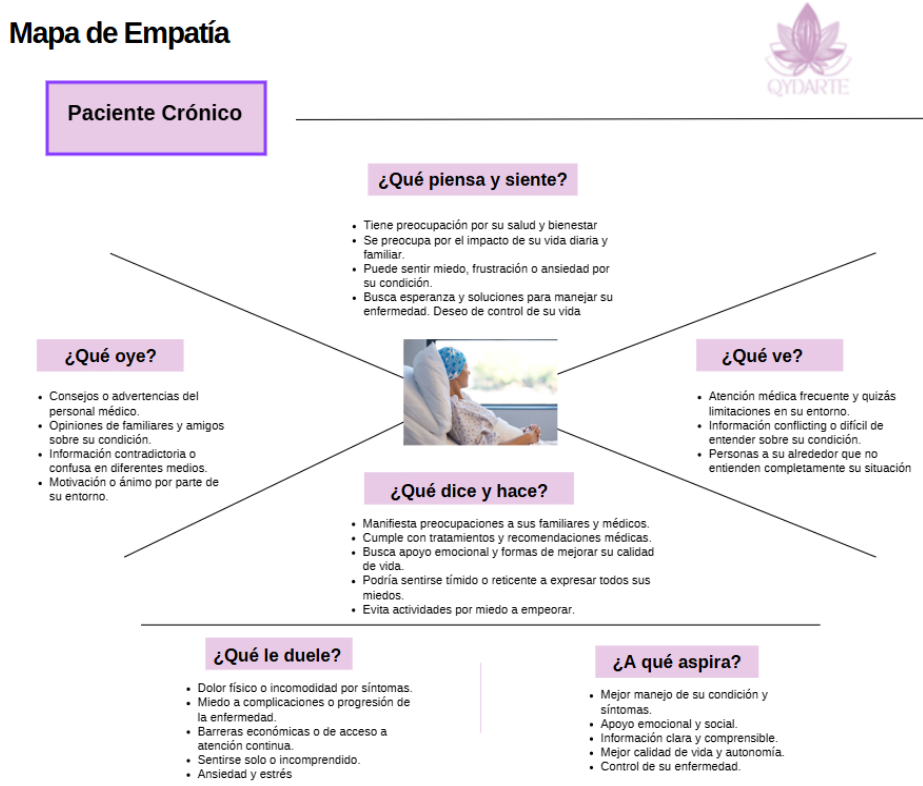 Mapa de Empatía
QYDARTE
Paciente Crónico
¿Qué piensa y siente?
• Tiene preocupación por su salud y bienestar
• Se preocupa por el impacto de su vida diaria y
familiar.
• Puede sentir miedo, frustración o ansiedad por
su condición.
• Busca esperanza y soluciones para manejar su
enfermedad. Deseo de control de su vida
¿Qué oye?
• Consejos o advertencias del
personal médico.
• Opiniones de familiares y amigos
sobre su condición.
• Información contradictoria o
confusa en diferentes medios.
• Motivación o ánimo por parte de
su entorno.
¿Qué ve?
• Atención médica frecuente y quizás
limitaciones en su entorno.
• Información conflicting o difícil de
entender sobre su condición.
• Personas a su alrededor que no
entienden completamente su situación
¿Qué dice y hace?
• Manifiesta preocupaciones a sus familiares y médicos.
• Cumple con tratamientos y recomendaciones médicas.
• Busca apoyo emocional y formas de mejorar su calidad
de vida.
• Podría sentirse tímido o reticente a expresar todos sus
miedos.
• Evita actividades por miedo a empeorar.
¿Qué le duele?
• Dolor físico o incomodidad por síntomas.
• Miedo a complicaciones o progresión de
la enfermedad.
• Barreras económicas o de acceso a
atención continua.
• Sentirse solo o incomprendido.
• Ansiedad y estrés
¿A qué aspira?
• Mejor manejo de su condición y
síntomas.
• Apoyo emocional y social.
• Información clara y comprensible.
• Mejor calidad de vida y autonomía.
• Control de su enfermedad.